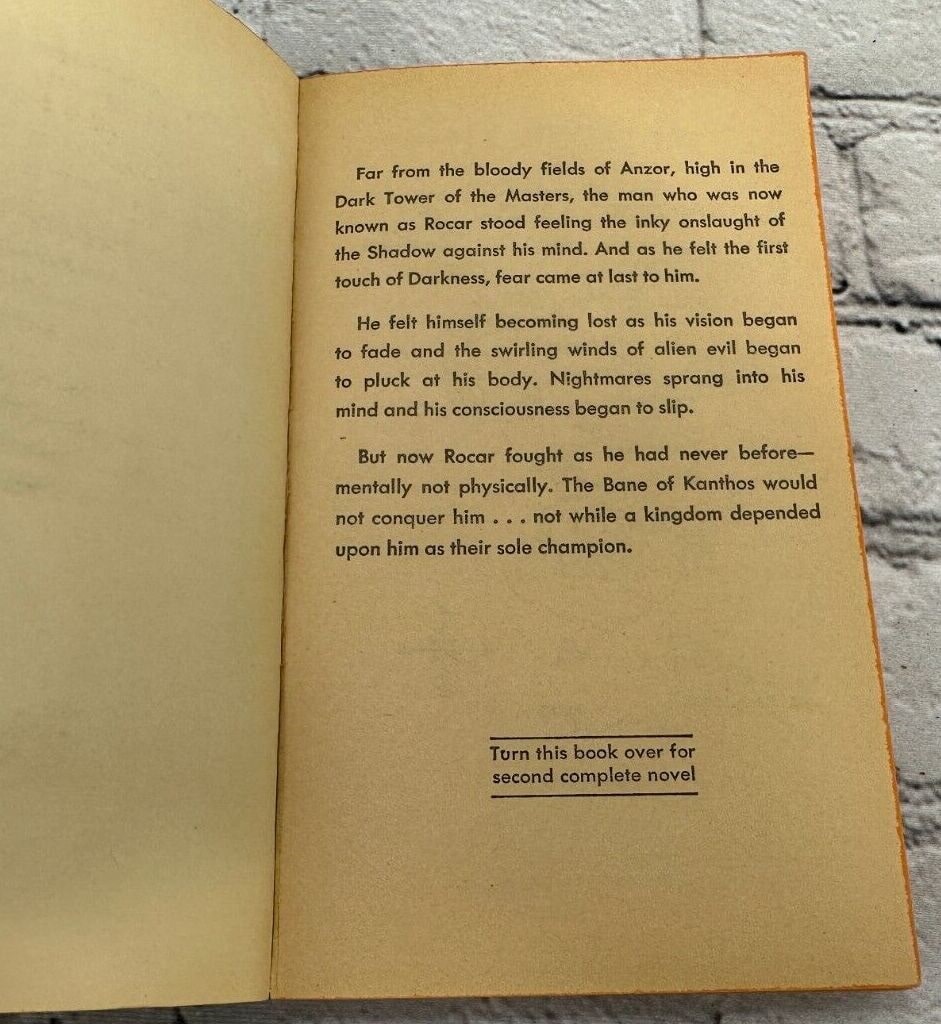 Far from the bloody fields of Anzor, high in the
Dark Tower of the Masters, the man who was now
known as Rocar stood feeling the inky onslaught of
the Shadow against his mind. And as he felt the first
touch of Darkness, fear came at last to him.
He felt himself becoming lost as his vision began
to fade and the swirling winds of alien evil began
to pluck at his body. Nightmares sprang into his
mind and his consciousness began to slip.
But now Rocar fought as he had never before—
mentally not physically. The Bane of Kanthos would
not conquer him . . . not while a kingdom depended
upon him as their sole champion.
Turn this book over for
second complete novel